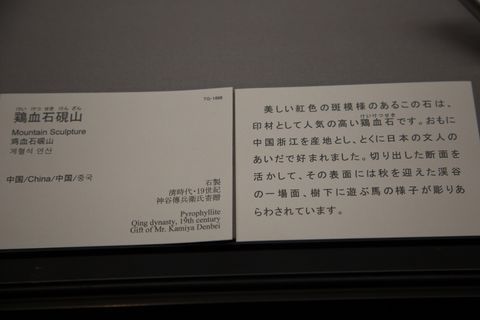 TG-1898
けい けつ せき けん ざん
鶏血石硯山
Mountain Sculpture
鸡血石砚山
계혈석 연산
中国/China/中国/중국
石製
清時代・19世紀
神谷傳兵衛氏寄贈
Pyrophyllite
Qing dynasty, 19th century
Gift of Mr. Kamiya Denbei
美しい紅色の斑模様のあるこの石は、
けいけつせき
印材として人気の高い鶏血石です。おもに
中国浙江を産地とし、とくに日本の文人の
あいだで好まれました。切り出した断面を
活かして、その表面には秋を迎えた渓谷
の一場面、樹下に遊ぶ馬の様子が彫りあ
らわされています。